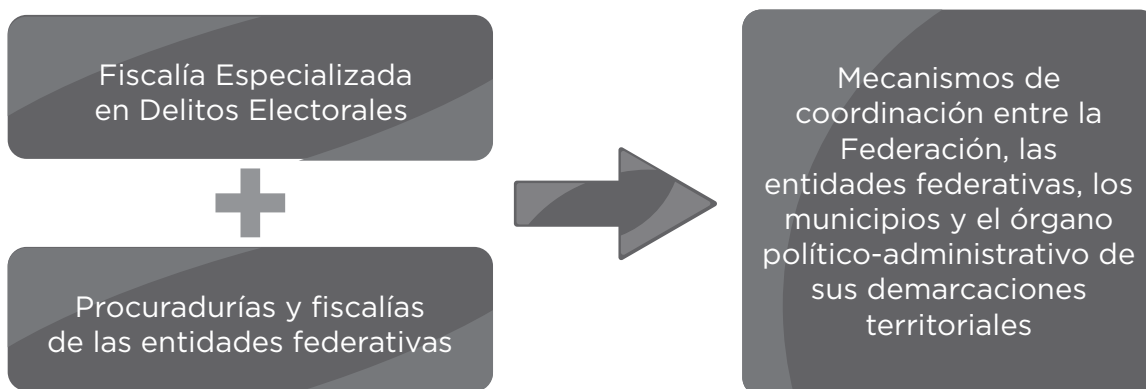 Fiscalía Especializada
en Delitos Electorales
Procuradurías y fiscalías
de las entidades federativas
Mecanismos de
coordinación entre la
Federación, las
entidades federativas, los
municipios y el órgano
político-administrativo de
sus demarcaciones
territoriales